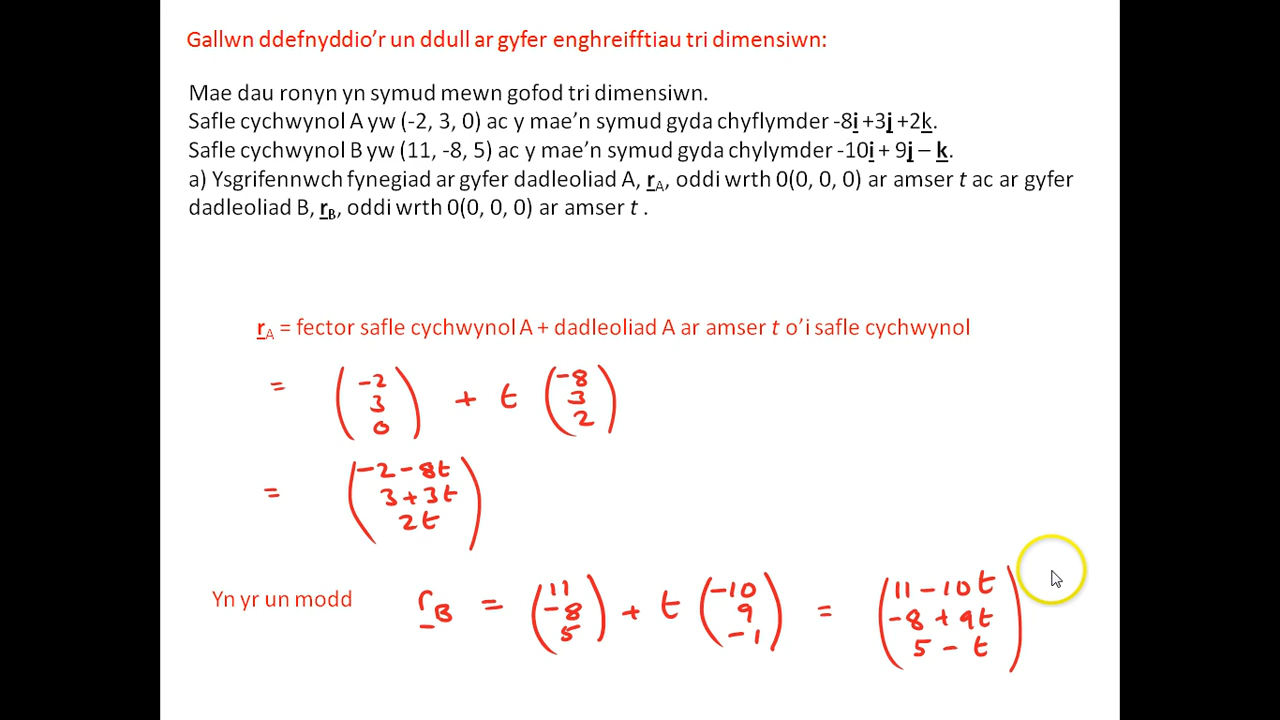 Gallwn ddefnyddio'r un ddull ar gyfer enghreifftiau tri dimensiwn:
Mae dau ronyn yn symud mewn gofod tri dimensiwn.
Safle cychwynol A yw (-2, 3, 0) ac y mae'n symud gyda chyflymder -8i +3j +2k.
Safle cychwynol B yw (11, -8, 5) ac y mae'n symud gyda chylymder -10i + 9j – k.
a) Ysgrifennwch fynegiad ar gyfer dadleoliad A, rA, oddi wrth 0(0, 0, 0) ar amser t ac ar gyfer
dadleoliad B, rB, oddi wrth 0(0, 0, 0) ar amser t .
rA = fector safle cychwynol A + dadleoliad A ar amser t o'i safle cychwynol
= (-2 3 0) + t (-8 3 2)
= (-2-8t 3+3t 2t)
Yn yr un modd rB = (11 -8 5) + t (-10 9 -1) = (11-10t -8+9t 5-t)